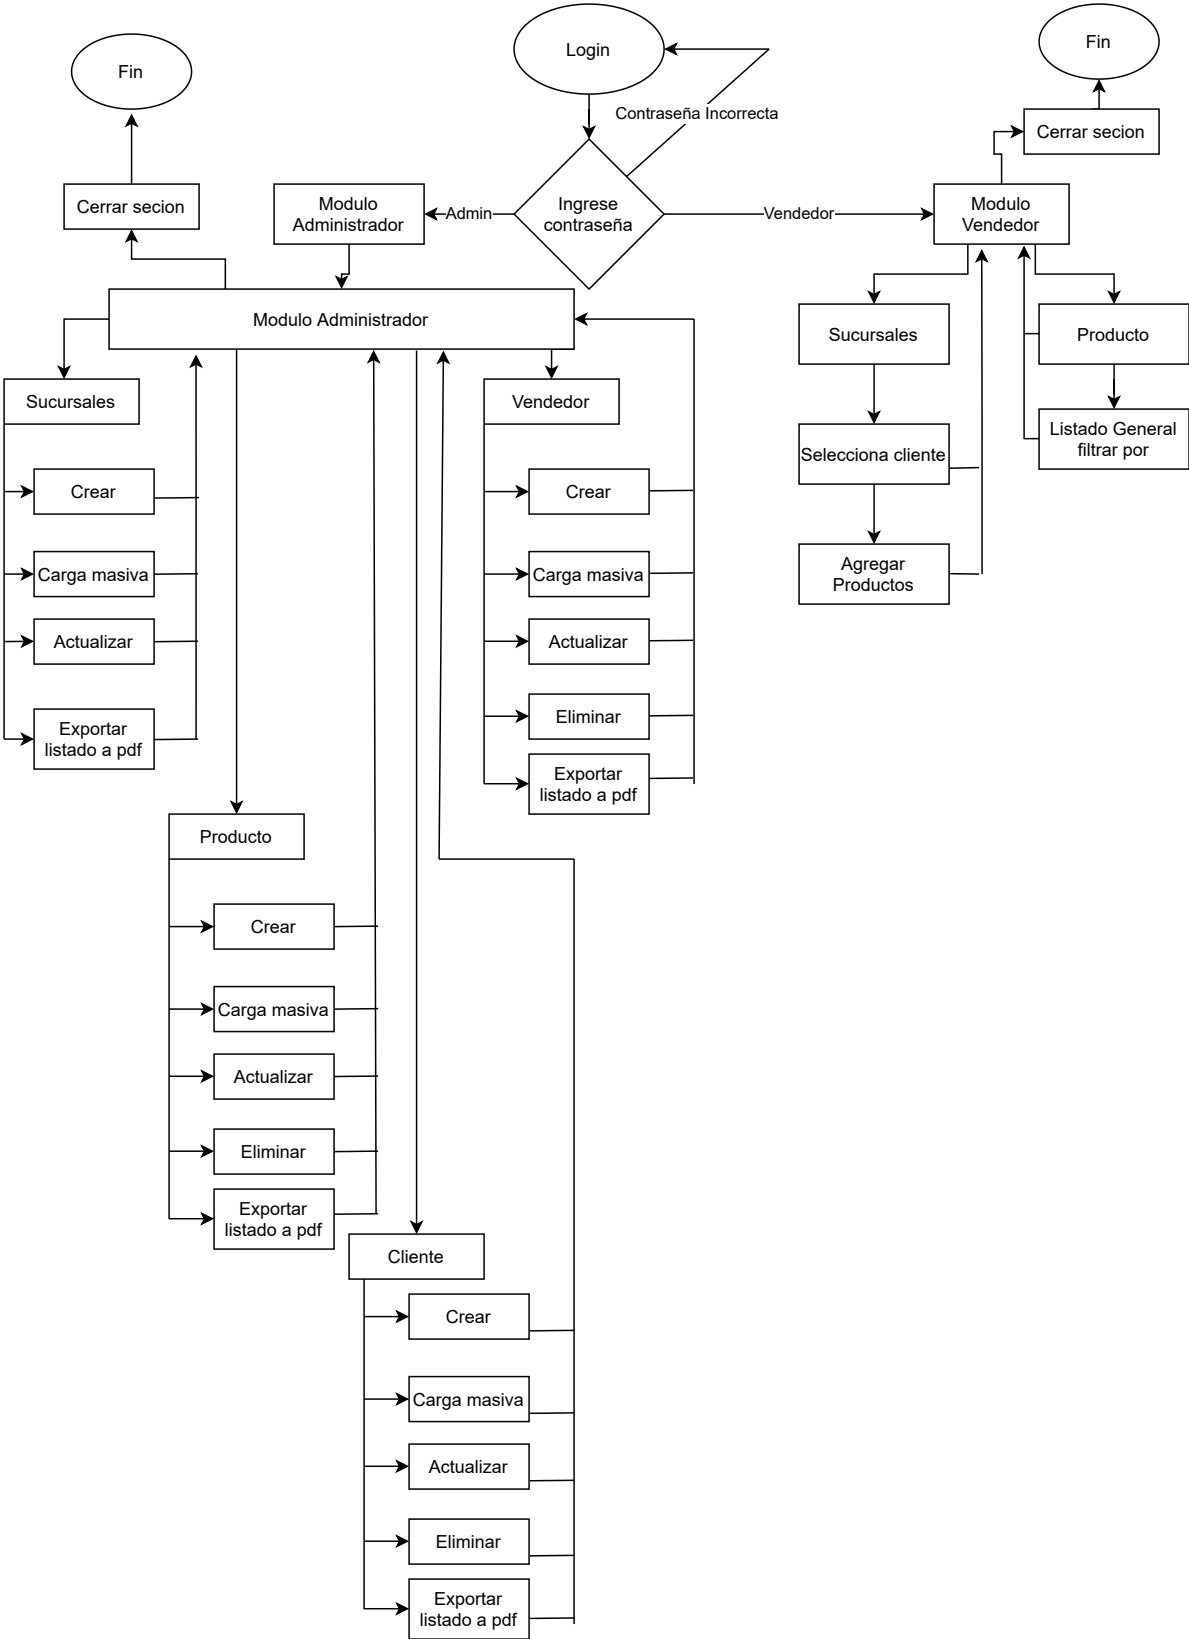 Login
Fin
Fin
Contraseña Incorrecta
Cerrar secion
Cerrar secion
Modulo
Administrador
Admin
Ingrese
contraseña
Vendedor
Modulo
Vendedor
Modulo Administrador
Sucursales
Producto
Sucursales
Vendedor
Selecciona cliente
Listado General
filtrar por
Crear
Crear
Carga masiva
Carga masiva
Agregar
Productos
Actualizar
Actualizar
Eliminar
Exportar
listado a pdf
Exportar
listado a pdf
Producto
Crear
Carga masiva
Actualizar
Eliminar
Exportar
listado a pdf
Cliente
Crear
Carga masiva
Actualizar
Eliminar
Exportar
listado a pdf